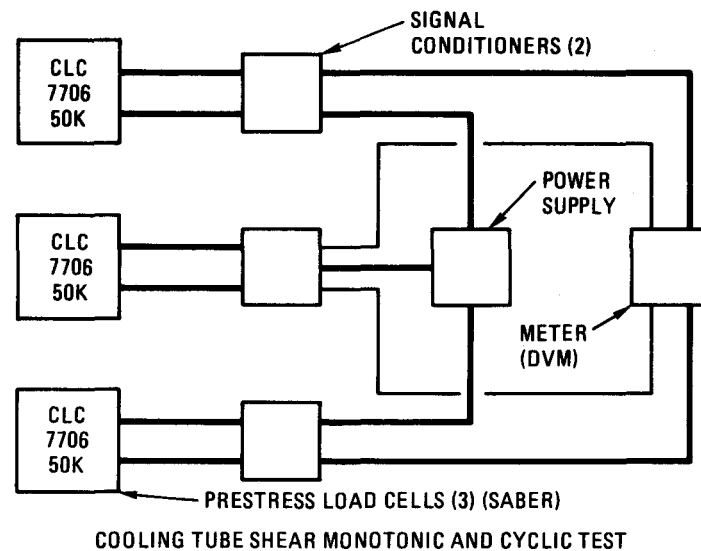 SIGNAL
CONDITIONERS (2)
CLC
7706
50K
POWER
SUPPLY
CLC
7706
50K
METER
(DVM)
CLC
7706
50K
PRESTRESS LOAD CELLS (3) (SABER)
COOLING TUBE SHEAR MONOTONIC AND CYCLIC TEST